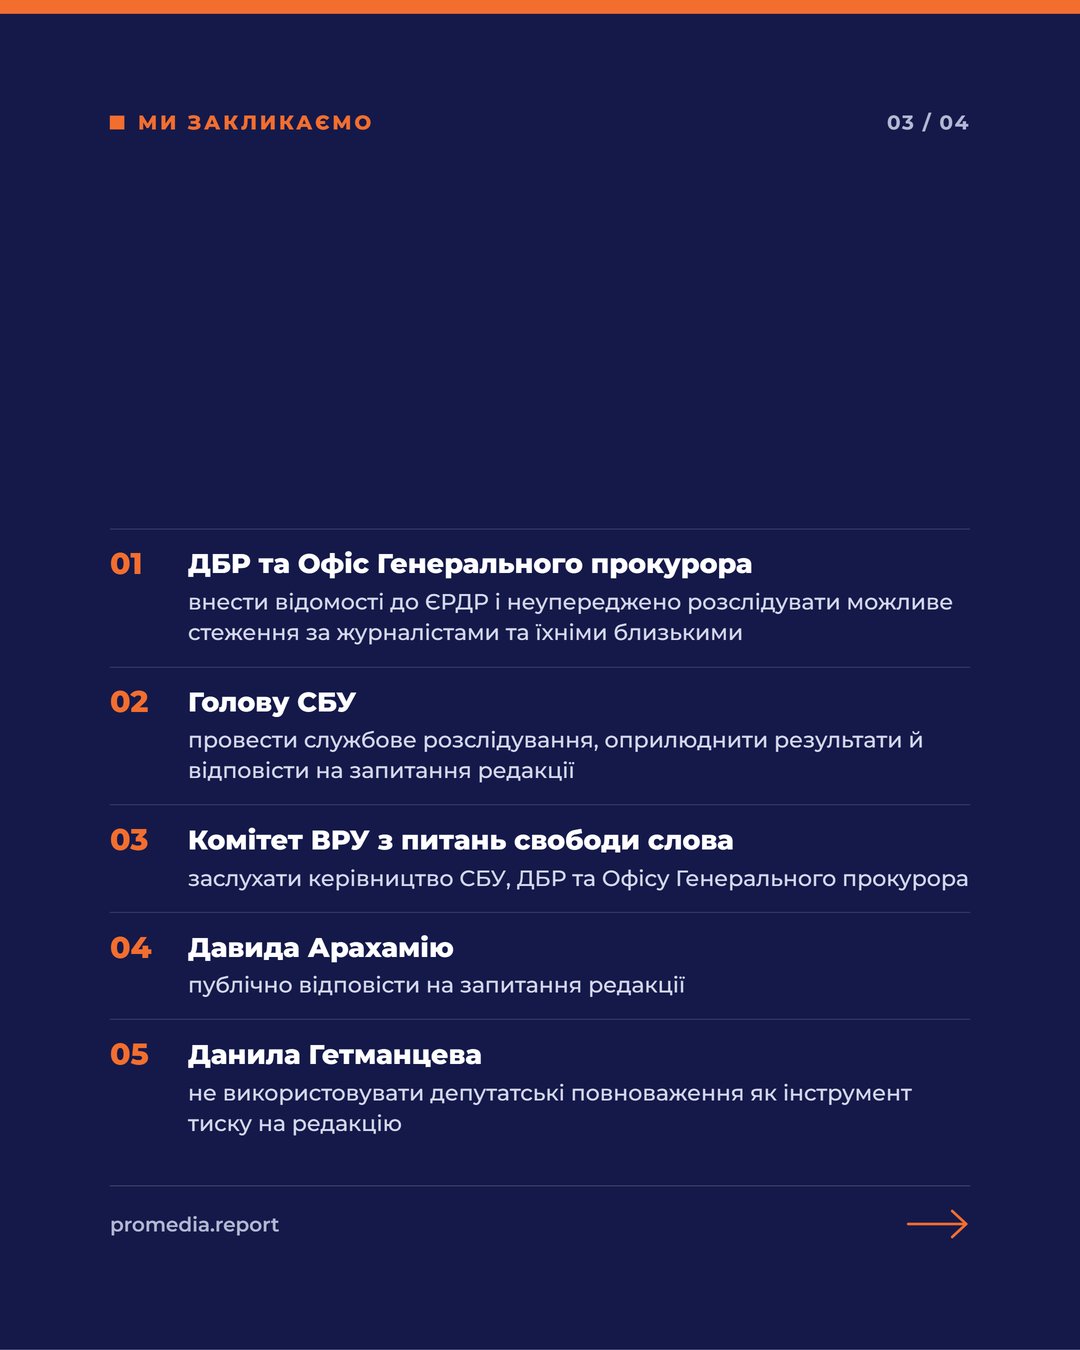 МИ ЗАКЛИКАЄМО
03 / 04
01
ДБР та Офіс Генерального прокурора
внести відомості до ЄРДР і неупереджено розслідувати можливе
стеження за журналістами та їхніми близькими
02
Голову СБУ
провести службове розслідування, оприлюднити результати й
відповісти на запитання редакції
03
Комітет ВРУ з питань свободи слова
заслухати керівництво СБУ, ДБР та Офісу Генерального прокурора
04
Давида Арахамію
публічно відповісти на запитання редакції
05
Данила Гетманцева
не використовувати депутатські повноваження як інструмент
тиску на редакцію
promedia.report